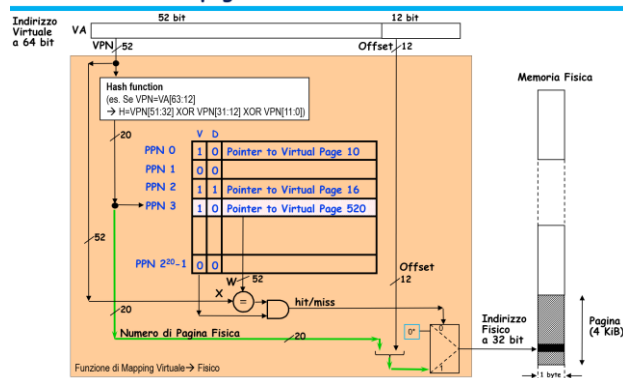 52 bit 12 bit
Indirizzo
Virtuale
a 64 bit
VA
VPN 52 Offset 12
Hash function
(es. Se VPN=VA[63:12]
→ H=VPN[51:32] XOR VPN[31:12] XOR VPN[11:0])
20
V D
PPN 0 1 0 Pointer to Virtual Page 10
PPN 1 0 0
PPN 2 1 1 Pointer to Virtual Page 16
PPN 3 1 0 Pointer to Virtual Page 520
PPN 2²⁰-1 0 0
52
W 52
X
=
hit/miss
Offset
12
20
Numero di Pagina Fisica 20
0
1
Funzione di Mapping Virtuale→ Fisico
Memoria Fisica
Indirizzo
Fisico
a 32 bit
Pagina
(4 KiB)
1 byte